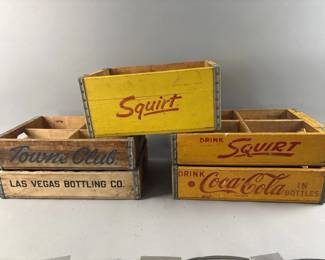 Squirt
Towne Club
LAS VEGAS BOTTLING CO.
DRINK SQUIRT
DRINK Coca-Cola IN BOTTLES